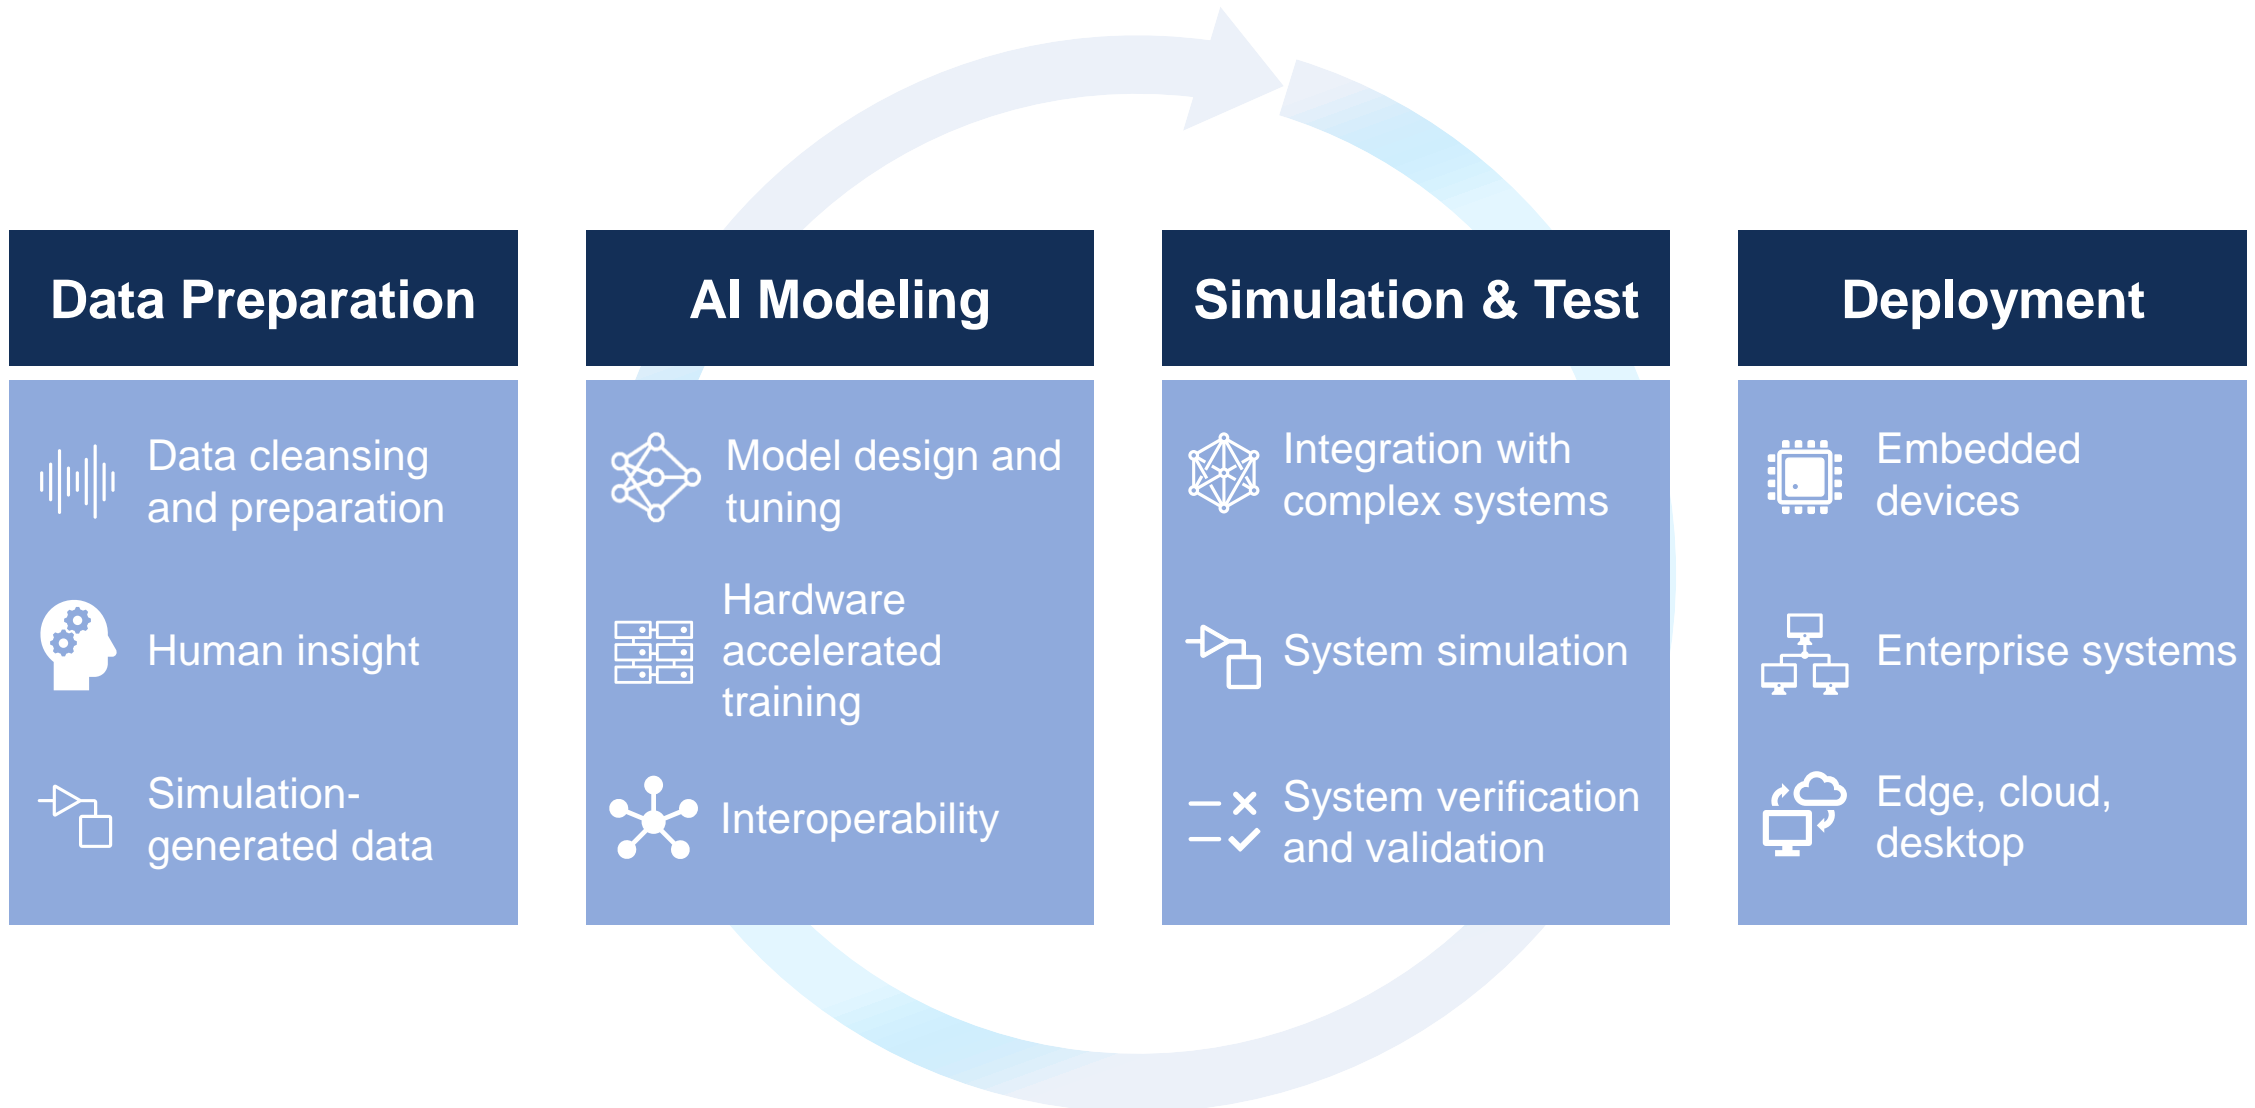 Data Preparation
Data cleansing
and preparation
Human insight
Simulation-
generated data
AI Modeling
Model design and
tuning
Hardware
accelerated
training
Interoperability
Simulation & Test
Integration with
complex systems
System simulation
System verification
and validation
Deployment
Embedded
devices
Enterprise systems
Edge, cloud,
desktop